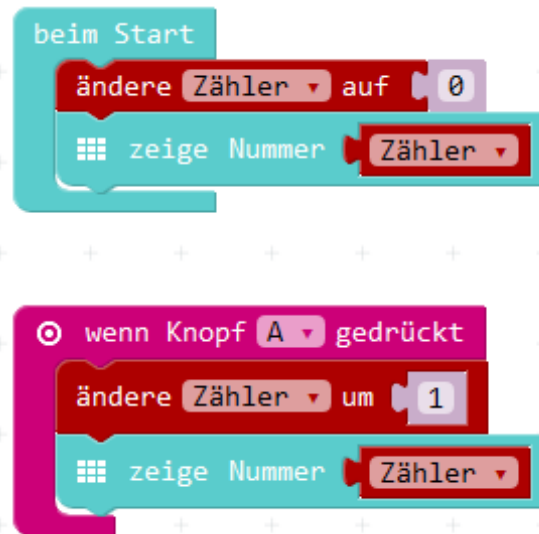 beim Start
ändere Zähler auf 0
zeige Nummer Zähler
wenn Knopf A gedrückt
ändere Zähler um 1
zeige Nummer Zähler